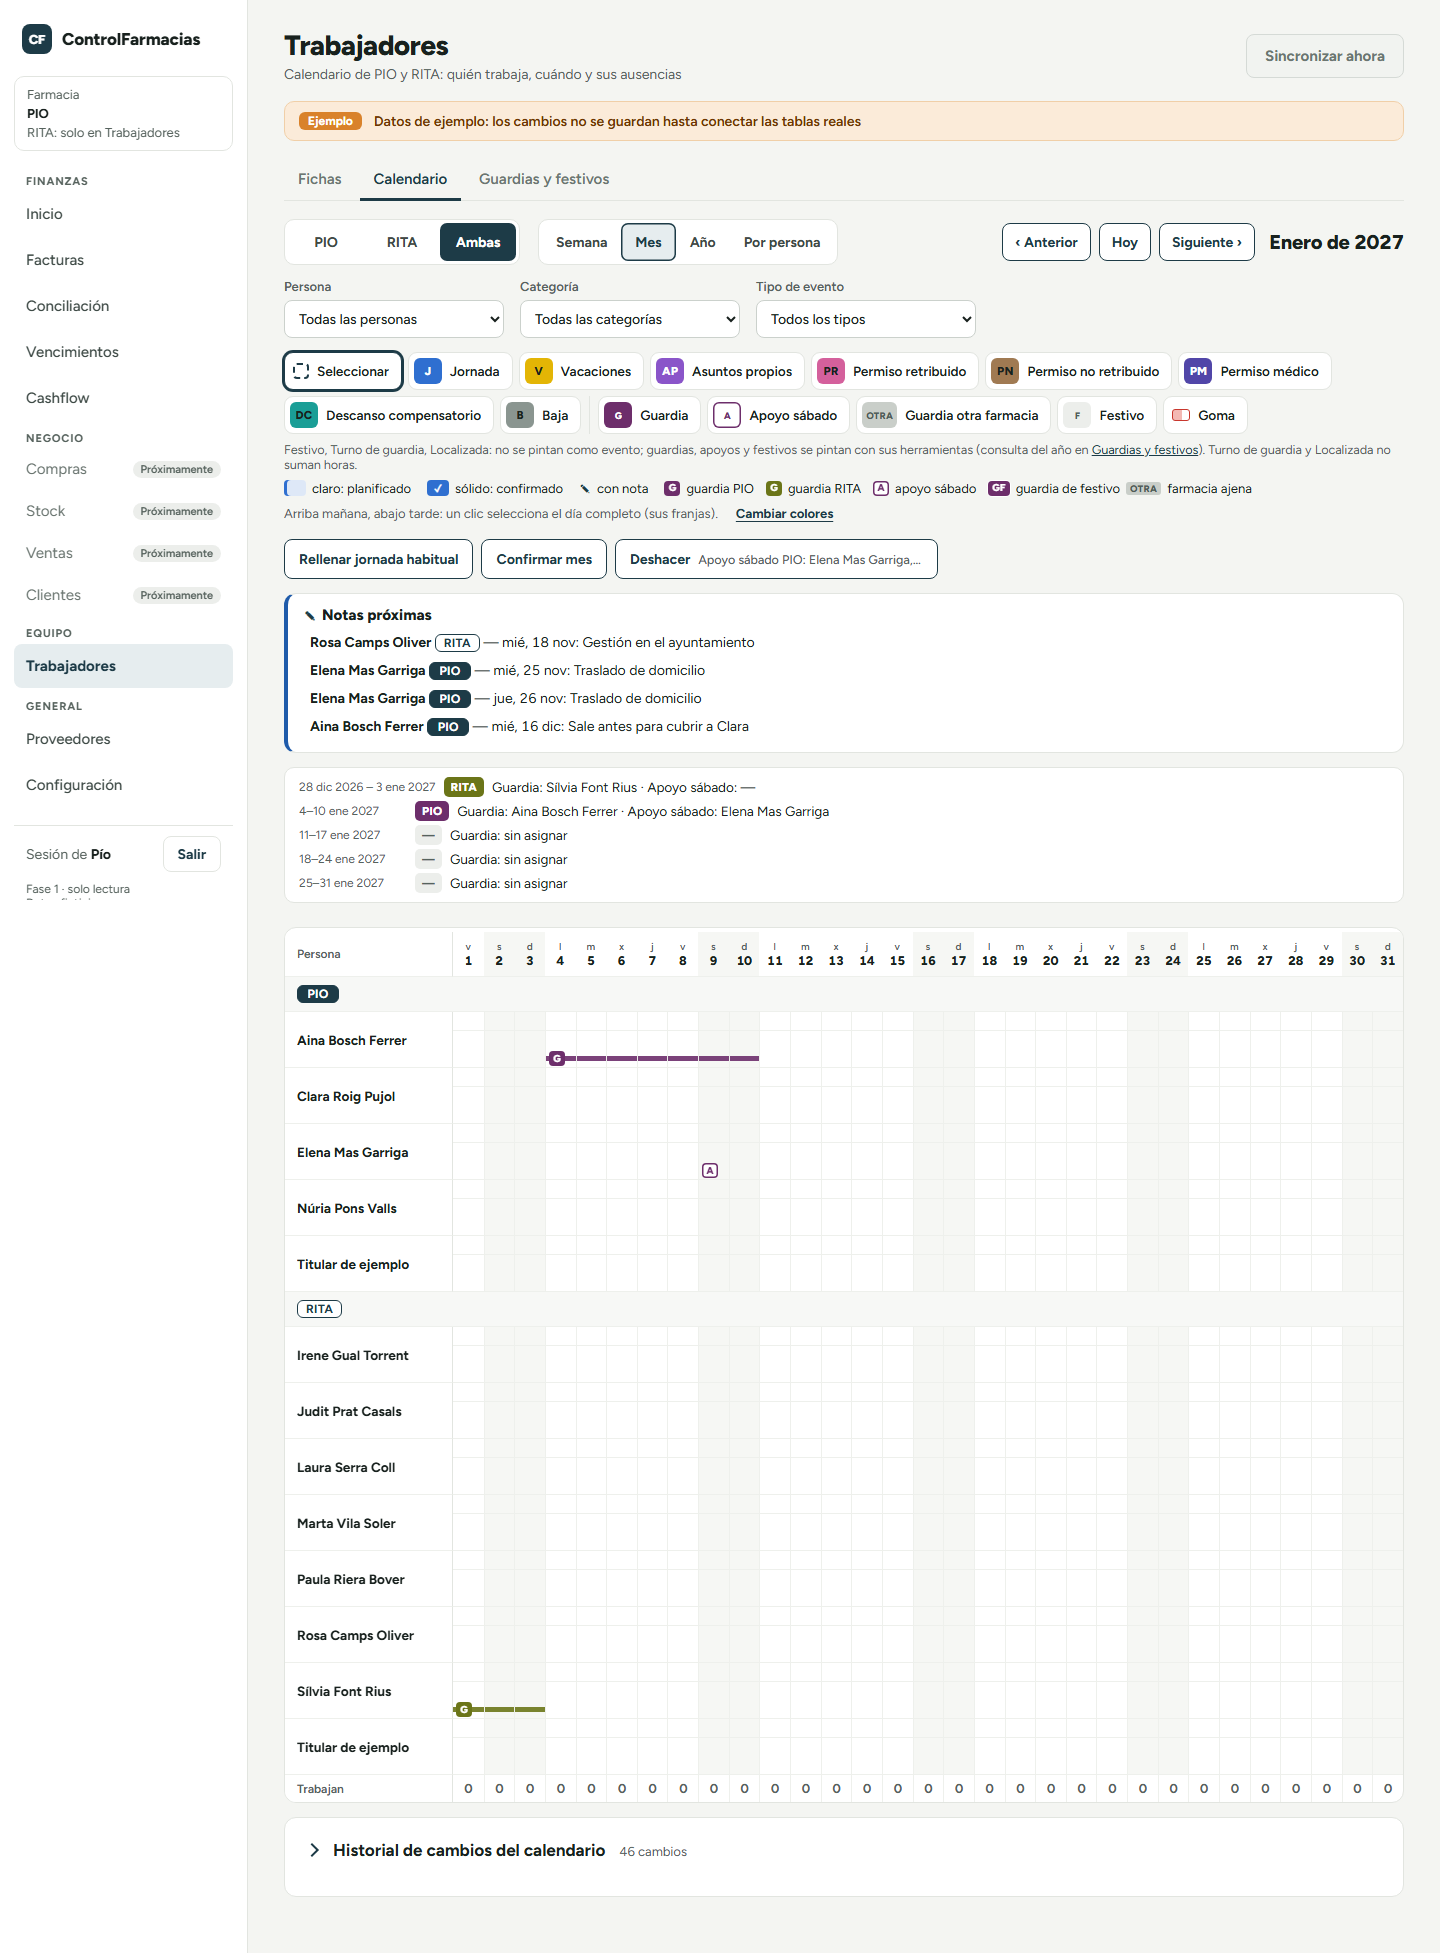 CF ControlFarmacias
Farmacia
PIO
RITA: solo en Trabajadores
FINANZAS
Inicio
Facturas
Conciliación
Vencimientos
Cashflow
NEGOCIO
Compras Próximamente
Stock Próximamente
Ventas Próximamente
Clientes Próximamente
EQUIPO
Trabajadores
GENERAL
Proveedores
Configuración
Sesión de Pío Salir
Fase 1 · solo lectura
Trabajadores
Calendario de PIO y RITA: quién trabaja, cuándo y sus ausencias
Sincronizar ahora
Ejemplo Datos de ejemplo: los cambios no se guardan hasta conectar las tablas reales
Fichas Calendario Guardias y festivos
PIO RITA Ambas Semana Mes Año Por persona ‹ Anterior Hoy Siguiente › Enero de 2027
Persona Categoría Tipo de evento
Todas las personas Todas las categorías Todos los tipos
Seleccionar J Jornada V Vacaciones AP Asuntos propios PR Permiso retribuido PN Permiso no retribuido PM Permiso médico
DC Descanso compensatorio B Baja G Guardia A Apoyo sábado OTRA Guardia otra farmacia F Festivo Goma
Festivo, Turno de guardia, Localizada: no se pintan como evento; guardias, apoyos y festivos se pintan con sus herramientas (consulta del año en Guardias y festivos). Turno de guardia y Localizada no
suman horas.
claro: planificado ✓ sólido: confirmado con nota G guardia PIO G guardia RITA A apoyo sábado GF guardia de festivo OTRA farmacia ajena
Arriba mañana, abajo tarde: un clic selecciona el día completo (sus franjas). Cambiar colores
Rellenar jornada habitual Confirmar mes Deshacer Apoyo sábado PIO: Elena Mas Garriga,...
Notas próximas
Rosa Camps Oliver RITA — mié, 18 nov: Gestión en el ayuntamiento
Elena Mas Garriga PIO — mié, 25 nov: Traslado de domicilio
Elena Mas Garriga PIO — jue, 26 nov: Traslado de domicilio
Aina Bosch Ferrer PIO — mié, 16 dic: Sale antes para cubrir a Clara
28 dic 2026 – 3 ene 2027 RITA Guardia: Sílvia Font Rius · Apoyo sábado: —
4–10 ene 2027 PIO Guardia: Aina Bosch Ferrer · Apoyo sábado: Elena Mas Garriga
11–17 ene 2027 — Guardia: sin asignar
18–24 ene 2027 — Guardia: sin asignar
25–31 ene 2027 — Guardia: sin asignar
v s d l m x j v s d l m x j v s d l m x j v s d l m x j v s d
Persona 1 2 3 4 5 6 7 8 9 10 11 12 13 14 15 16 17 18 19 20 21 22 23 24 25 26 27 28 29 30 31
PIO
Aina Bosch Ferrer
G
Clara Roig Pujol
Elena Mas Garriga
A
Núria Pons Valls
Titular de ejemplo
RITA
Irene Gual Torrent
Judit Prat Casals
Laura Serra Coll
Marta Vila Soler
Paula Riera Bover
Rosa Camps Oliver
Sílvia Font Rius
G
Titular de ejemplo
Trabajan 0 0 0 0 0 0 0 0 0 0 0 0 0 0 0 0 0 0 0 0 0 0 0 0 0 0 0 0 0 0 0
Historial de cambios del calendario 46 cambios